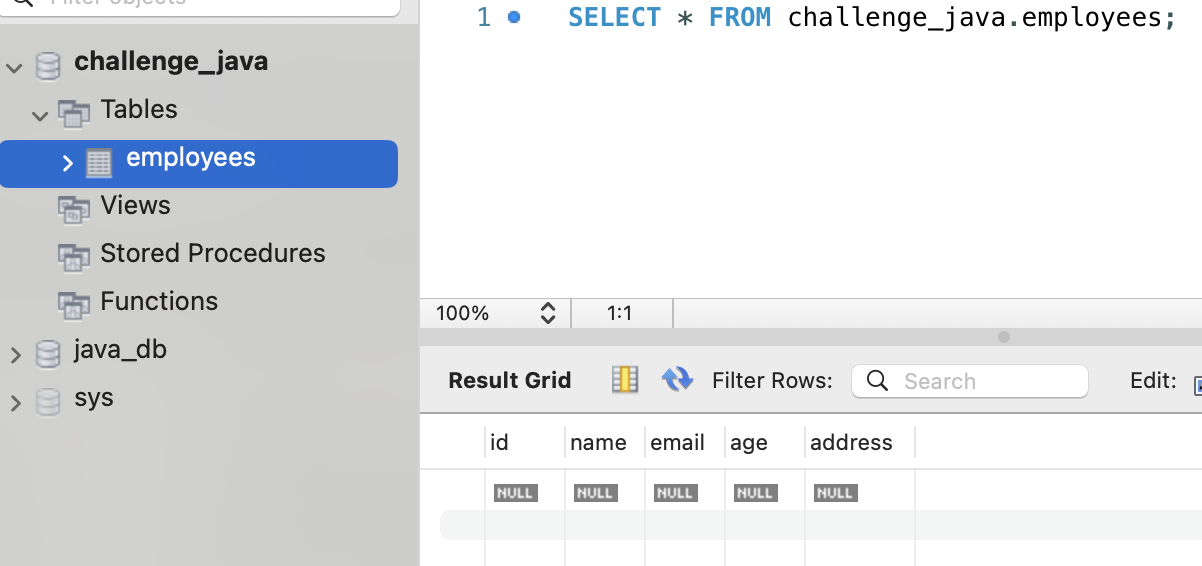 Filter objects
challenge_java
Tables
employees
Views
Stored Procedures
Functions
java_db
sys
1 SELECT * FROM challenge_java.employees;
100% 1:1
Result Grid Filter Rows: Search Edit:
id name email age address
NULL NULL NULL NULL NULL